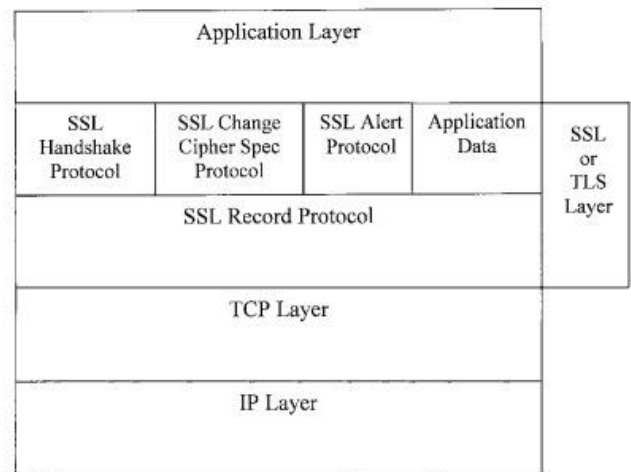 Application Layer
SSL
Handshake
Protocol
SSL Change
Cipher Spec
Protocol
SSL Alert
Protocol
Application
Data
SSL
or
TLS
Layer
SSL Record Protocol
TCP Layer
IP Layer